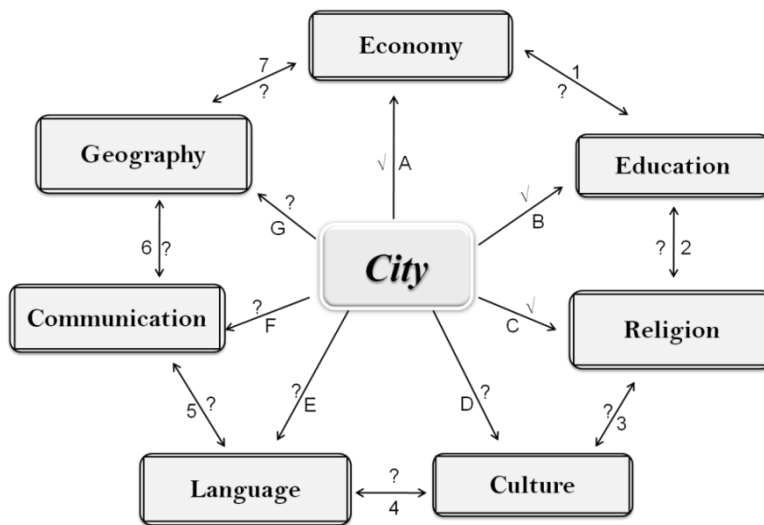 Economy
7
?
1
?
Geography
Education
√ A
?
G
√
B
6 ?
? 2
City
Communication
?
F
√
C
Religion
5 ?
?
E
D ?
?
3
Language
?
4
Culture